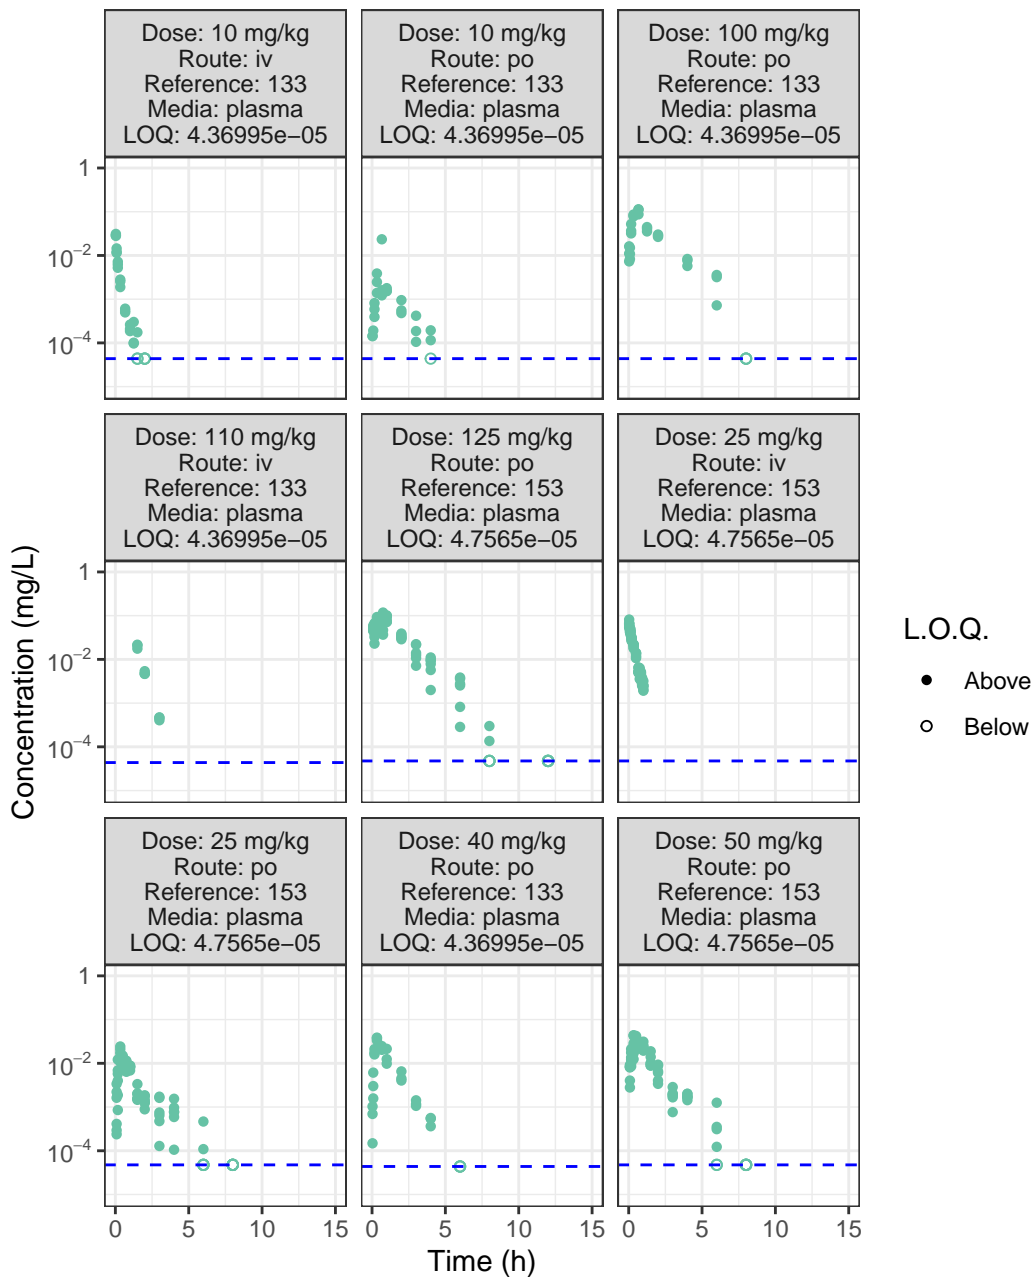 Dose: 10 mg/kg
Route: iv
Reference: 133
Media: plasma
LOQ: 4.36995e−05
Dose: 10 mg/kg
Route: po
Reference: 133
Media: plasma
LOQ: 4.36995e−05
Dose: 100 mg/kg
Route: po
Reference: 133
Media: plasma
LOQ: 4.36995e−05
1
10−2
10−4
Dose: 110 mg/kg
Route: iv
Reference: 133
Media: plasma
LOQ: 4.36995e−05
Dose: 125 mg/kg
Route: po
Reference: 153
Media: plasma
LOQ: 4.7565e−05
Dose: 25 mg/kg
Route: iv
Reference: 153
Media: plasma
LOQ: 4.7565e−05
1
10−2
10−4
Dose: 25 mg/kg
Route: po
Reference: 153
Media: plasma
LOQ: 4.7565e−05
Dose: 40 mg/kg
Route: po
Reference: 133
Media: plasma
LOQ: 4.36995e−05
Dose: 50 mg/kg
Route: po
Reference: 153
Media: plasma
LOQ: 4.7565e−05
1
10−2
10−4
0 5 10 15
0 5 10 15
0 5 10 15
Time (h)
Concentration (mg/L)
L.O.Q.
Above
Below